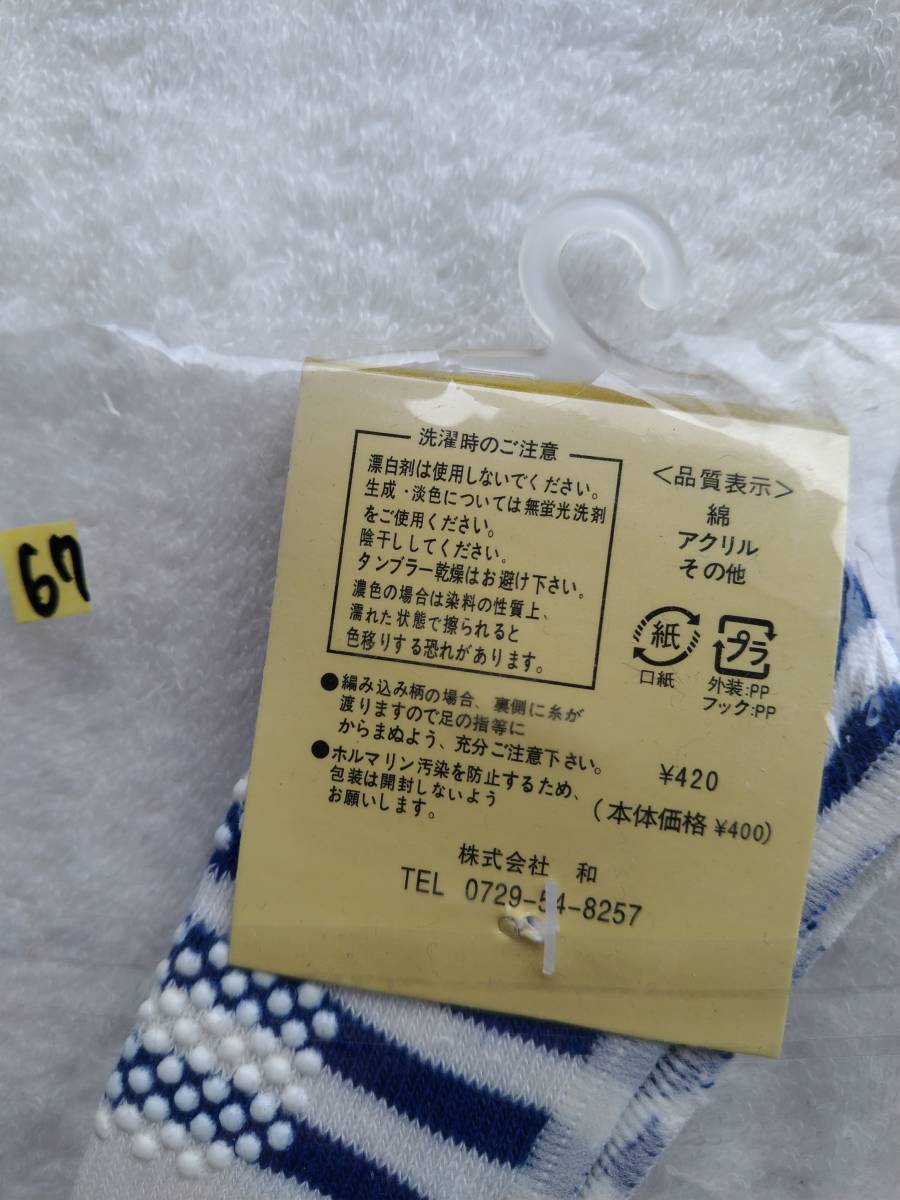 洗濯時のご注意
漂白剤は使用しないでください。
生成・淡色については無蛍光洗剤
をご使用ください。
陰干ししてください。
タンブラー乾燥はお避け下さい。
濃色の場合は染料の性質上、
濡れた状態で擦られると
色移りする恐れがあります。
●編み込み柄の場合、裏側に糸が
渡りますので足の指等に
からまぬよう、充分ご注意下さい。
●ホルマリン汚染を防止するため、
包装は開封しないよう
お願いします。
<品質表示>
綿
アクリル
その他
紙
口紙
プラ
外装:PP
フック:PP
¥420
(本体価格 ¥400)
株式会社 和
TEL 0729-54-8257
67